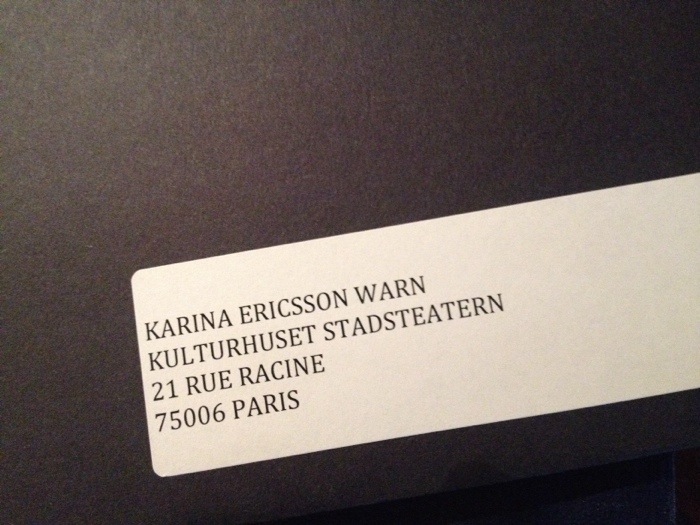 KARINA ERICSSON WARN
KULTURHUSET STADSTEATERN
21 RUE RACINE
75006 PARIS